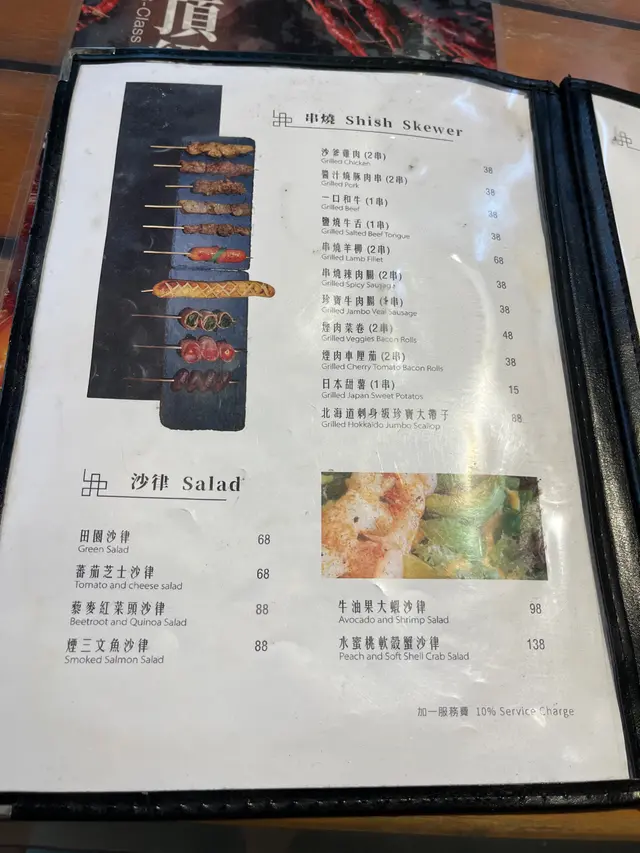 頂級
-Class
串燒 Shish Skewer
沙爹雞肉 (2串)
Grilled Chicken
38
醬汁燒豚肉串 (2串)
Grilled Pork
38
一口和牛 (1串)
Grilled Beef
38
鹽燒牛舌 (1串)
Grilled Salted Beef Tongue
38
串燒羊柳 (2串)
Grilled Lamb Fillet
68
串燒辣肉腸 (2串)
Grilled Spicy Sausage
38
珍寶牛肉腸
Grilled Jambo Veal Sausage
38
煙肉菜卷 (2串)
Grilled Veggies Bacon Rolls
48
煙肉車厘茄 (2串)
Grilled Cherry Tomato Bacon Rolls
38
日本甜薯 (1串)
Grilled Japan Sweet Potatos
15
北海道刺身級珍寶大帶子
Grilled Hokkaido Jumbo Scallop
88
沙律 Salad
田園沙律
Green Salad
68
蕃茄芝士沙律
Tomato and cheese salad
68
藜麥紅菜頭沙律
Beetroot and Quinoa Salad
88
煙三文魚沙律
Smoked Salmon Salad
88
牛油果大蝦沙律
Avocado and Shrimp Salad
98
水蜜桃軟殼蟹沙律
Peach and Soft Shell Crab Salad
138
加一服務費 10% Service Charge